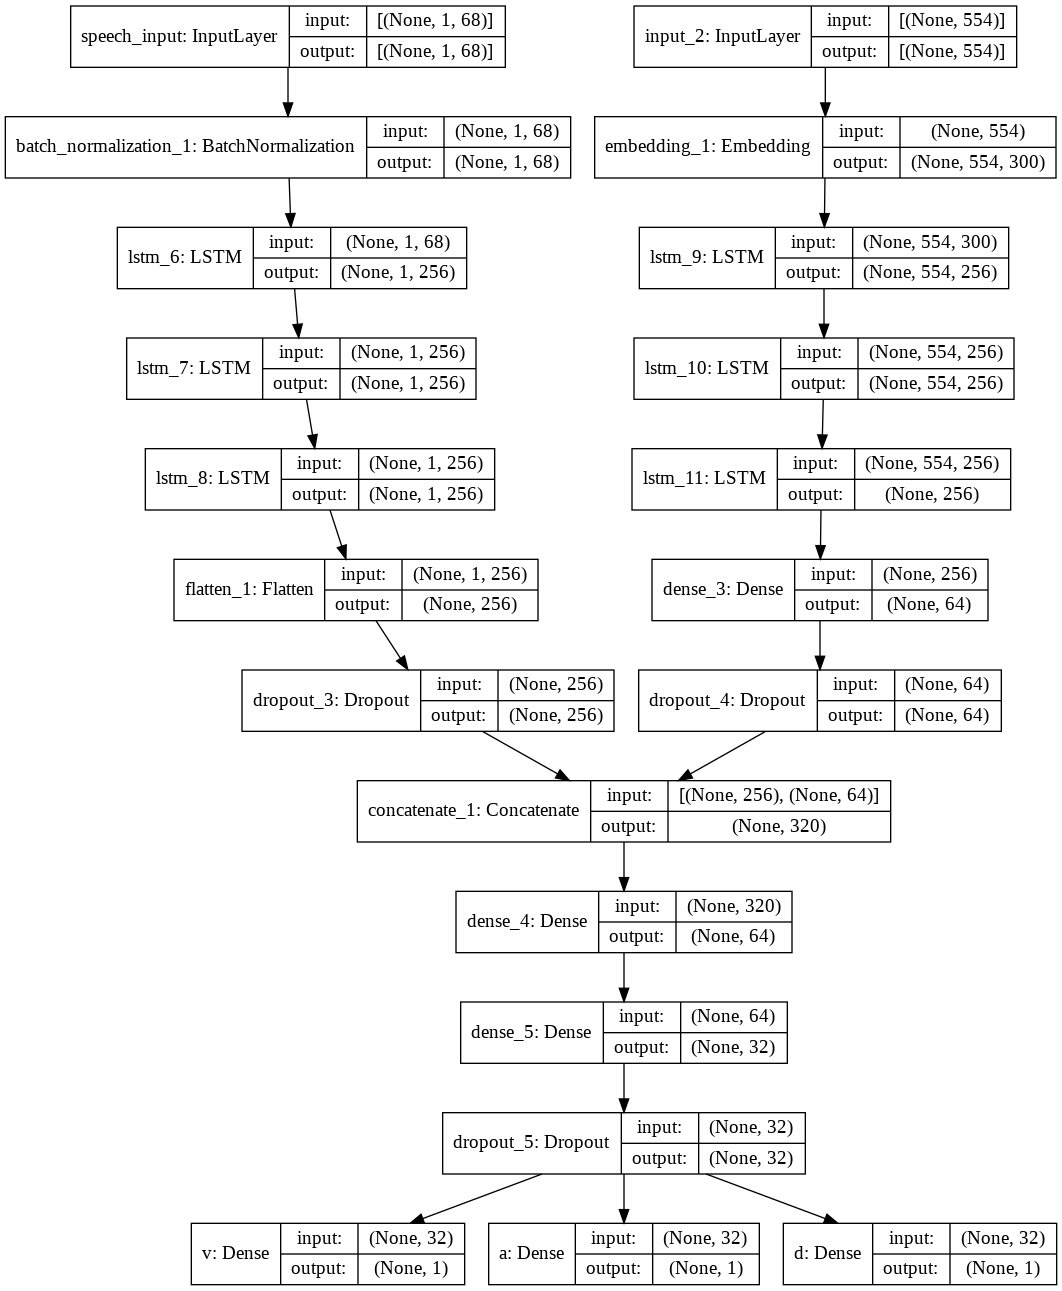 speech_input: InputLayer
input: [(None, 1, 68)]
output: [(None, 1, 68)]
input_2: InputLayer
input: [(None, 554)]
output: [(None, 554)]
batch_normalization_1: BatchNormalization
input: (None, 1, 68)
output: (None, 1, 68)
embedding_1: Embedding
input: (None, 554)
output: (None, 554, 300)
lstm_6: LSTM
input: (None, 1, 68)
output: (None, 1, 256)
lstm_9: LSTM
input: (None, 554, 300)
output: (None, 554, 256)
lstm_7: LSTM
input: (None, 1, 256)
output: (None, 1, 256)
lstm_10: LSTM
input: (None, 554, 256)
output: (None, 554, 256)
lstm_8: LSTM
input: (None, 1, 256)
output: (None, 1, 256)
lstm_11: LSTM
input: (None, 554, 256)
output: (None, 256)
flatten_1: Flatten
input: (None, 1, 256)
output: (None, 256)
dense_3: Dense
input: (None, 256)
output: (None, 64)
dropout_3: Dropout
input: (None, 256)
output: (None, 256)
dropout_4: Dropout
input: (None, 64)
output: (None, 64)
concatenate_1: Concatenate
input: [(None, 256), (None, 64)]
output: (None, 320)
dense_4: Dense
input: (None, 320)
output: (None, 64)
dense_5: Dense
input: (None, 64)
output: (None, 32)
dropout_5: Dropout
input: (None, 32)
output: (None, 32)
v: Dense
input: (None, 32)
output: (None, 1)
a: Dense
input: (None, 32)
output: (None, 1)
d: Dense
input: (None, 32)
output: (None, 1)